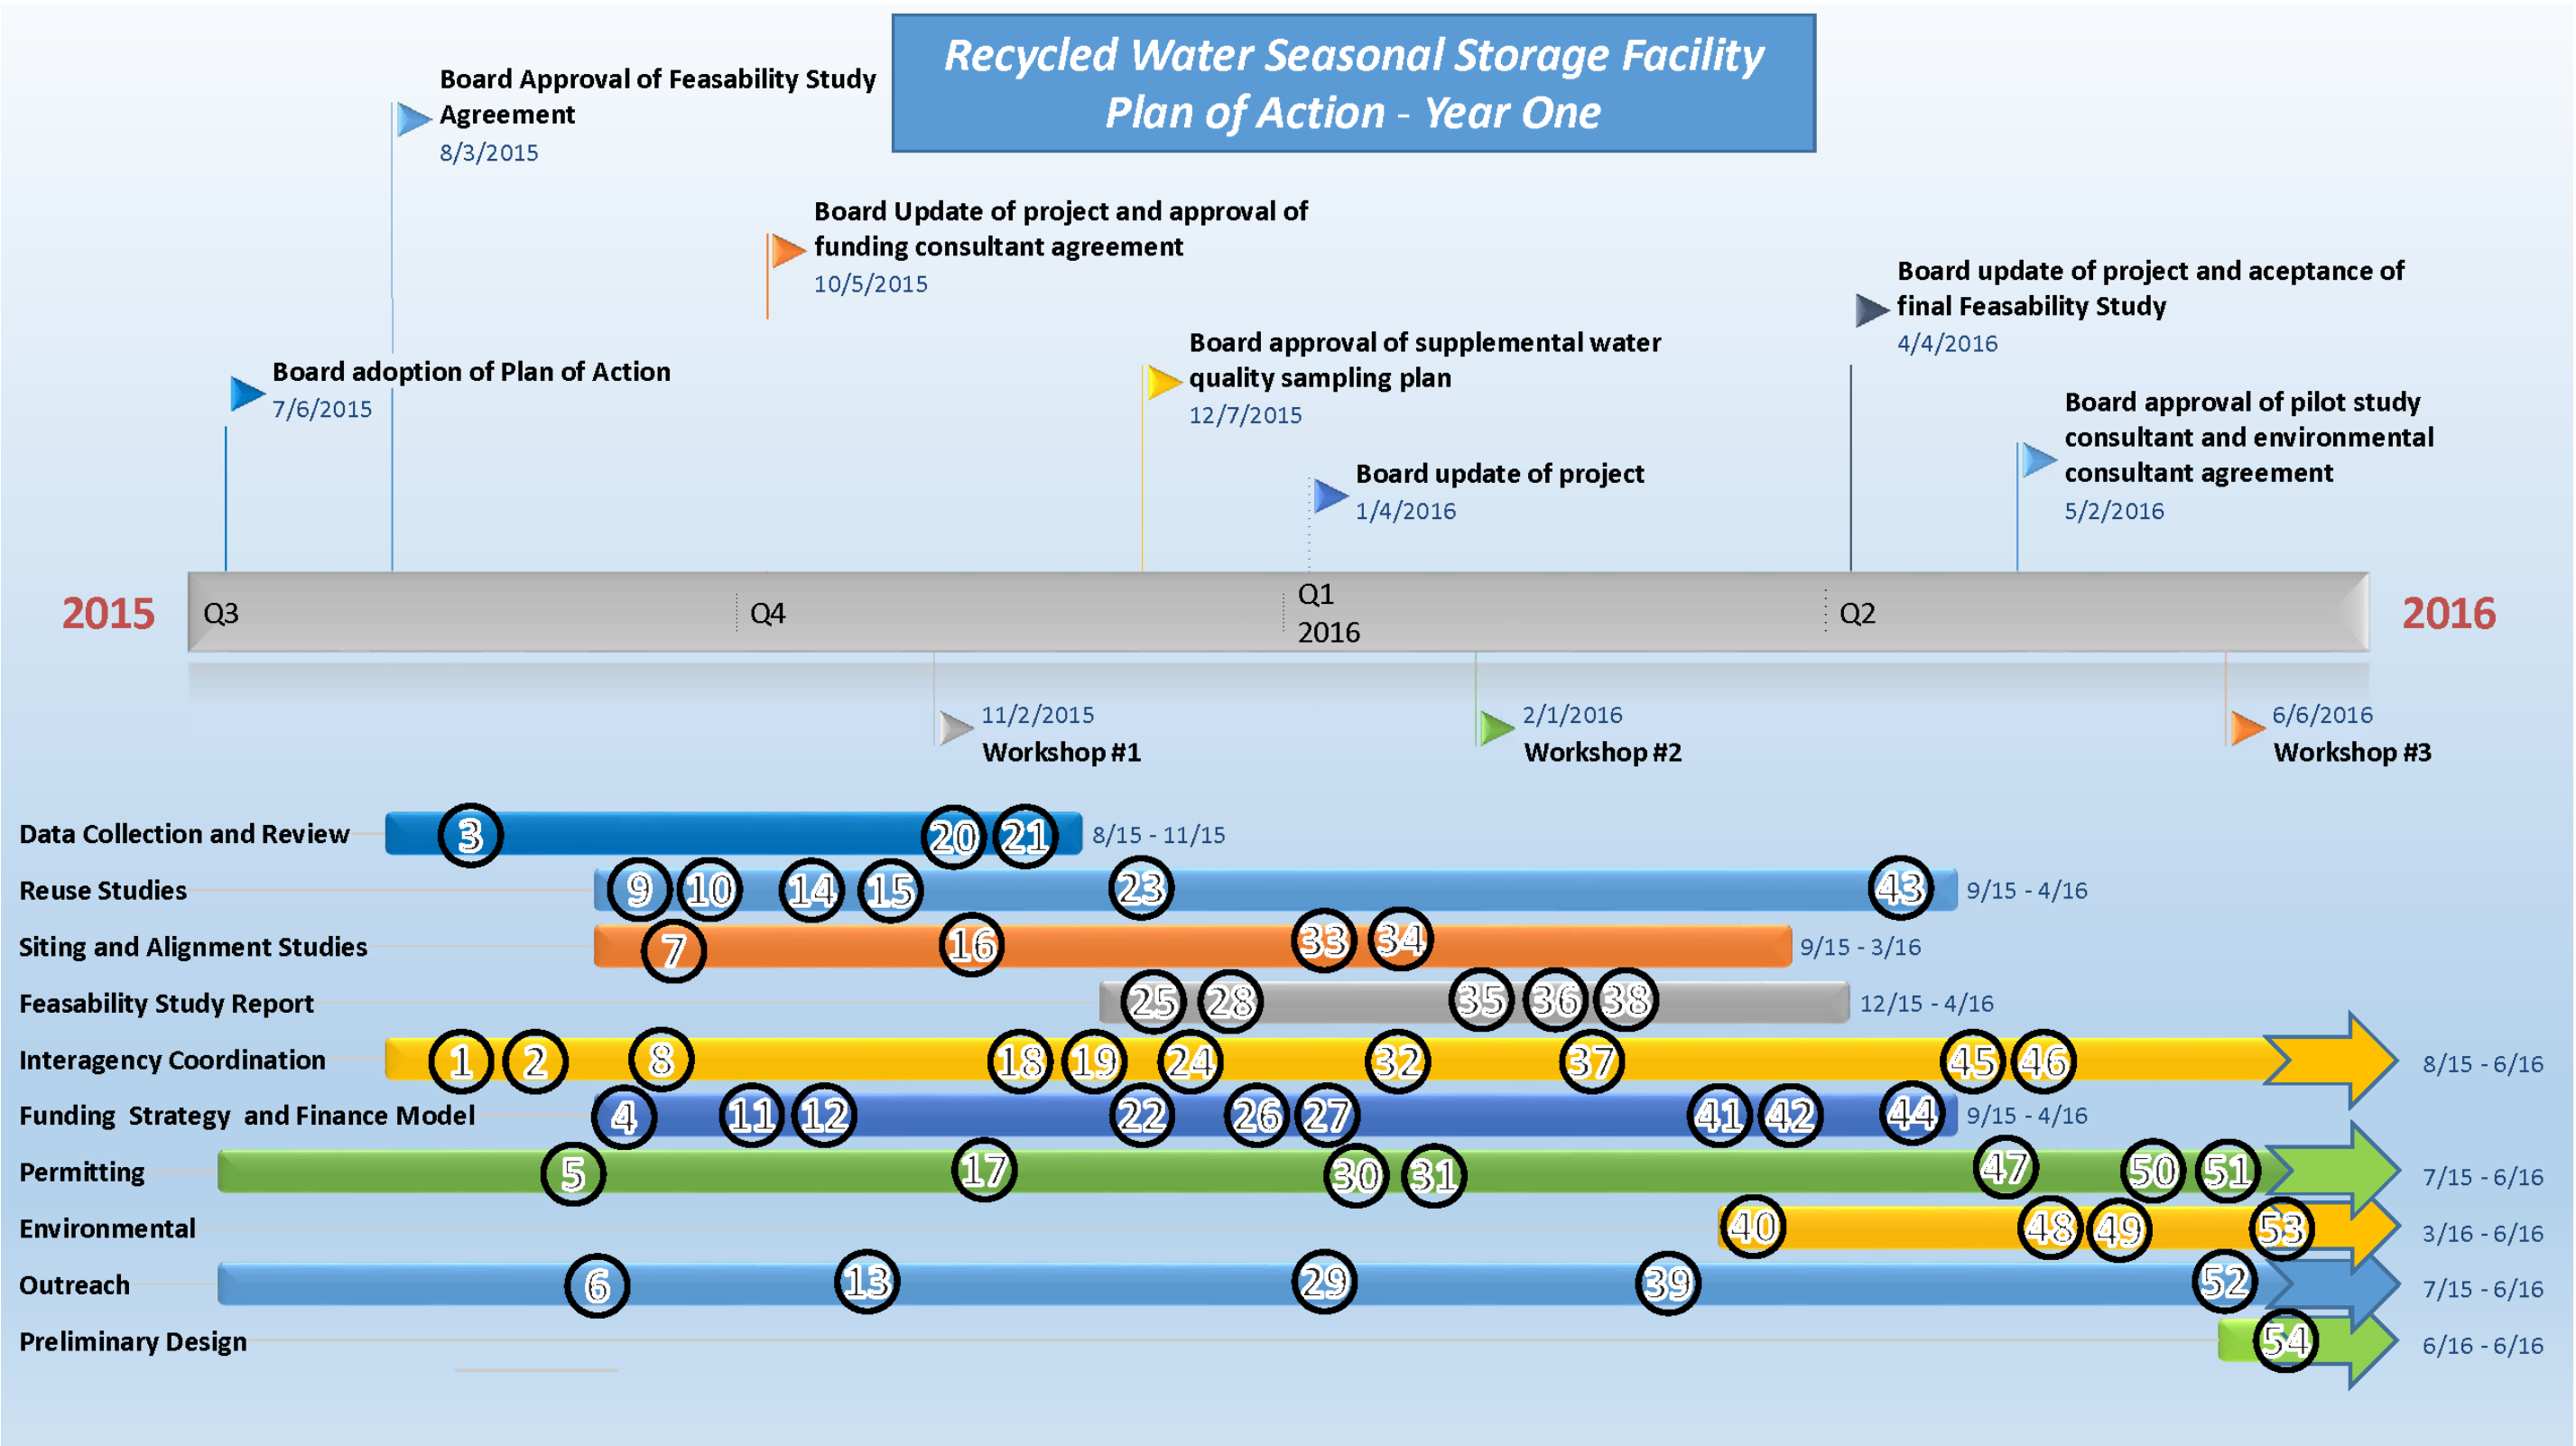 Recycled Water Seasonal Storage Facility
Plan of Action - Year One
Board Approval of Feasability Study
Agreement
8/3/2015
Board Update of project and approval of
funding consultant agreement
10/5/2015
Board update of project and aceptance of
final Feasability Study
4/4/2016
Board adoption of Plan of Action
7/6/2015
Board approval of supplemental water
quality sampling plan
12/7/2015
Board approval of pilot study
consultant and environmental
consultant agreement
5/2/2016
Board update of project
1/4/2016
2015
Q3
Q4
Q1
2016
Q2
2016
11/2/2015
Workshop #1
2/1/2016
Workshop #2
6/6/2016
Workshop #3
Data Collection and Review 3 20 21 8/15 - 11/15
Reuse Studies 9 10 14 15 23 43 9/15 - 4/16
Siting and Alignment Studies 7 16 33 34 9/15 - 3/16
Feasability Study Report 25 28 35 36 38 12/15 - 4/16
Interagency Coordination 1 2 8 18 19 24 32 37 45 46 8/15 - 6/16
Funding Strategy and Finance Model 4 11 12 22 26 27 41 42 44 9/15 - 4/16
Permitting 5 17 30 31 47 50 51 7/15 - 6/16
Environmental 40 48 49 53 3/16 - 6/16
Outreach 6 13 29 39 52 7/15 - 6/16
Preliminary Design 54 6/16 - 6/16